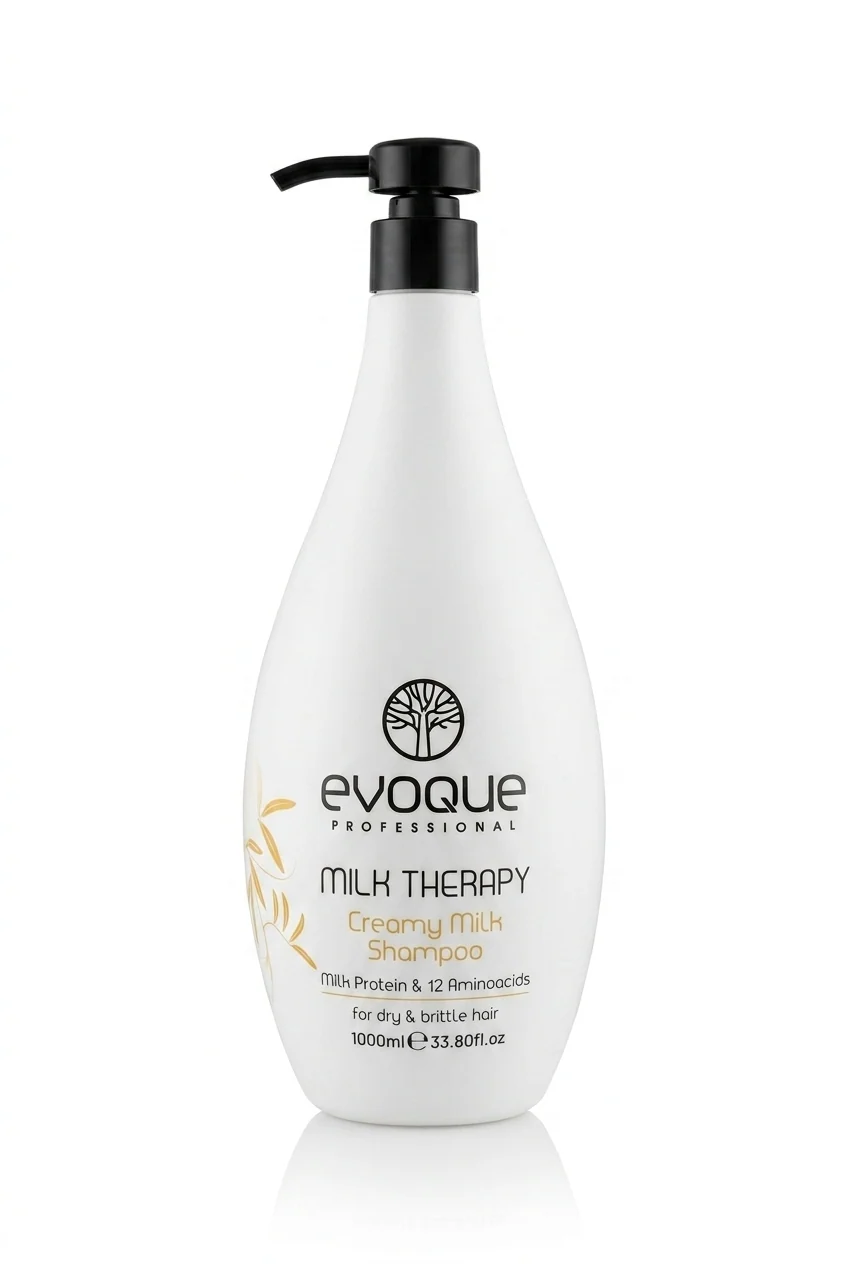 evoque
PROFESSIONAL
MILK THERAPY
Creamy Milk
Shampoo
Milk Protein & 12 Aminoacids
for dry & brittle hair
1000ml e 33.80fl.oz